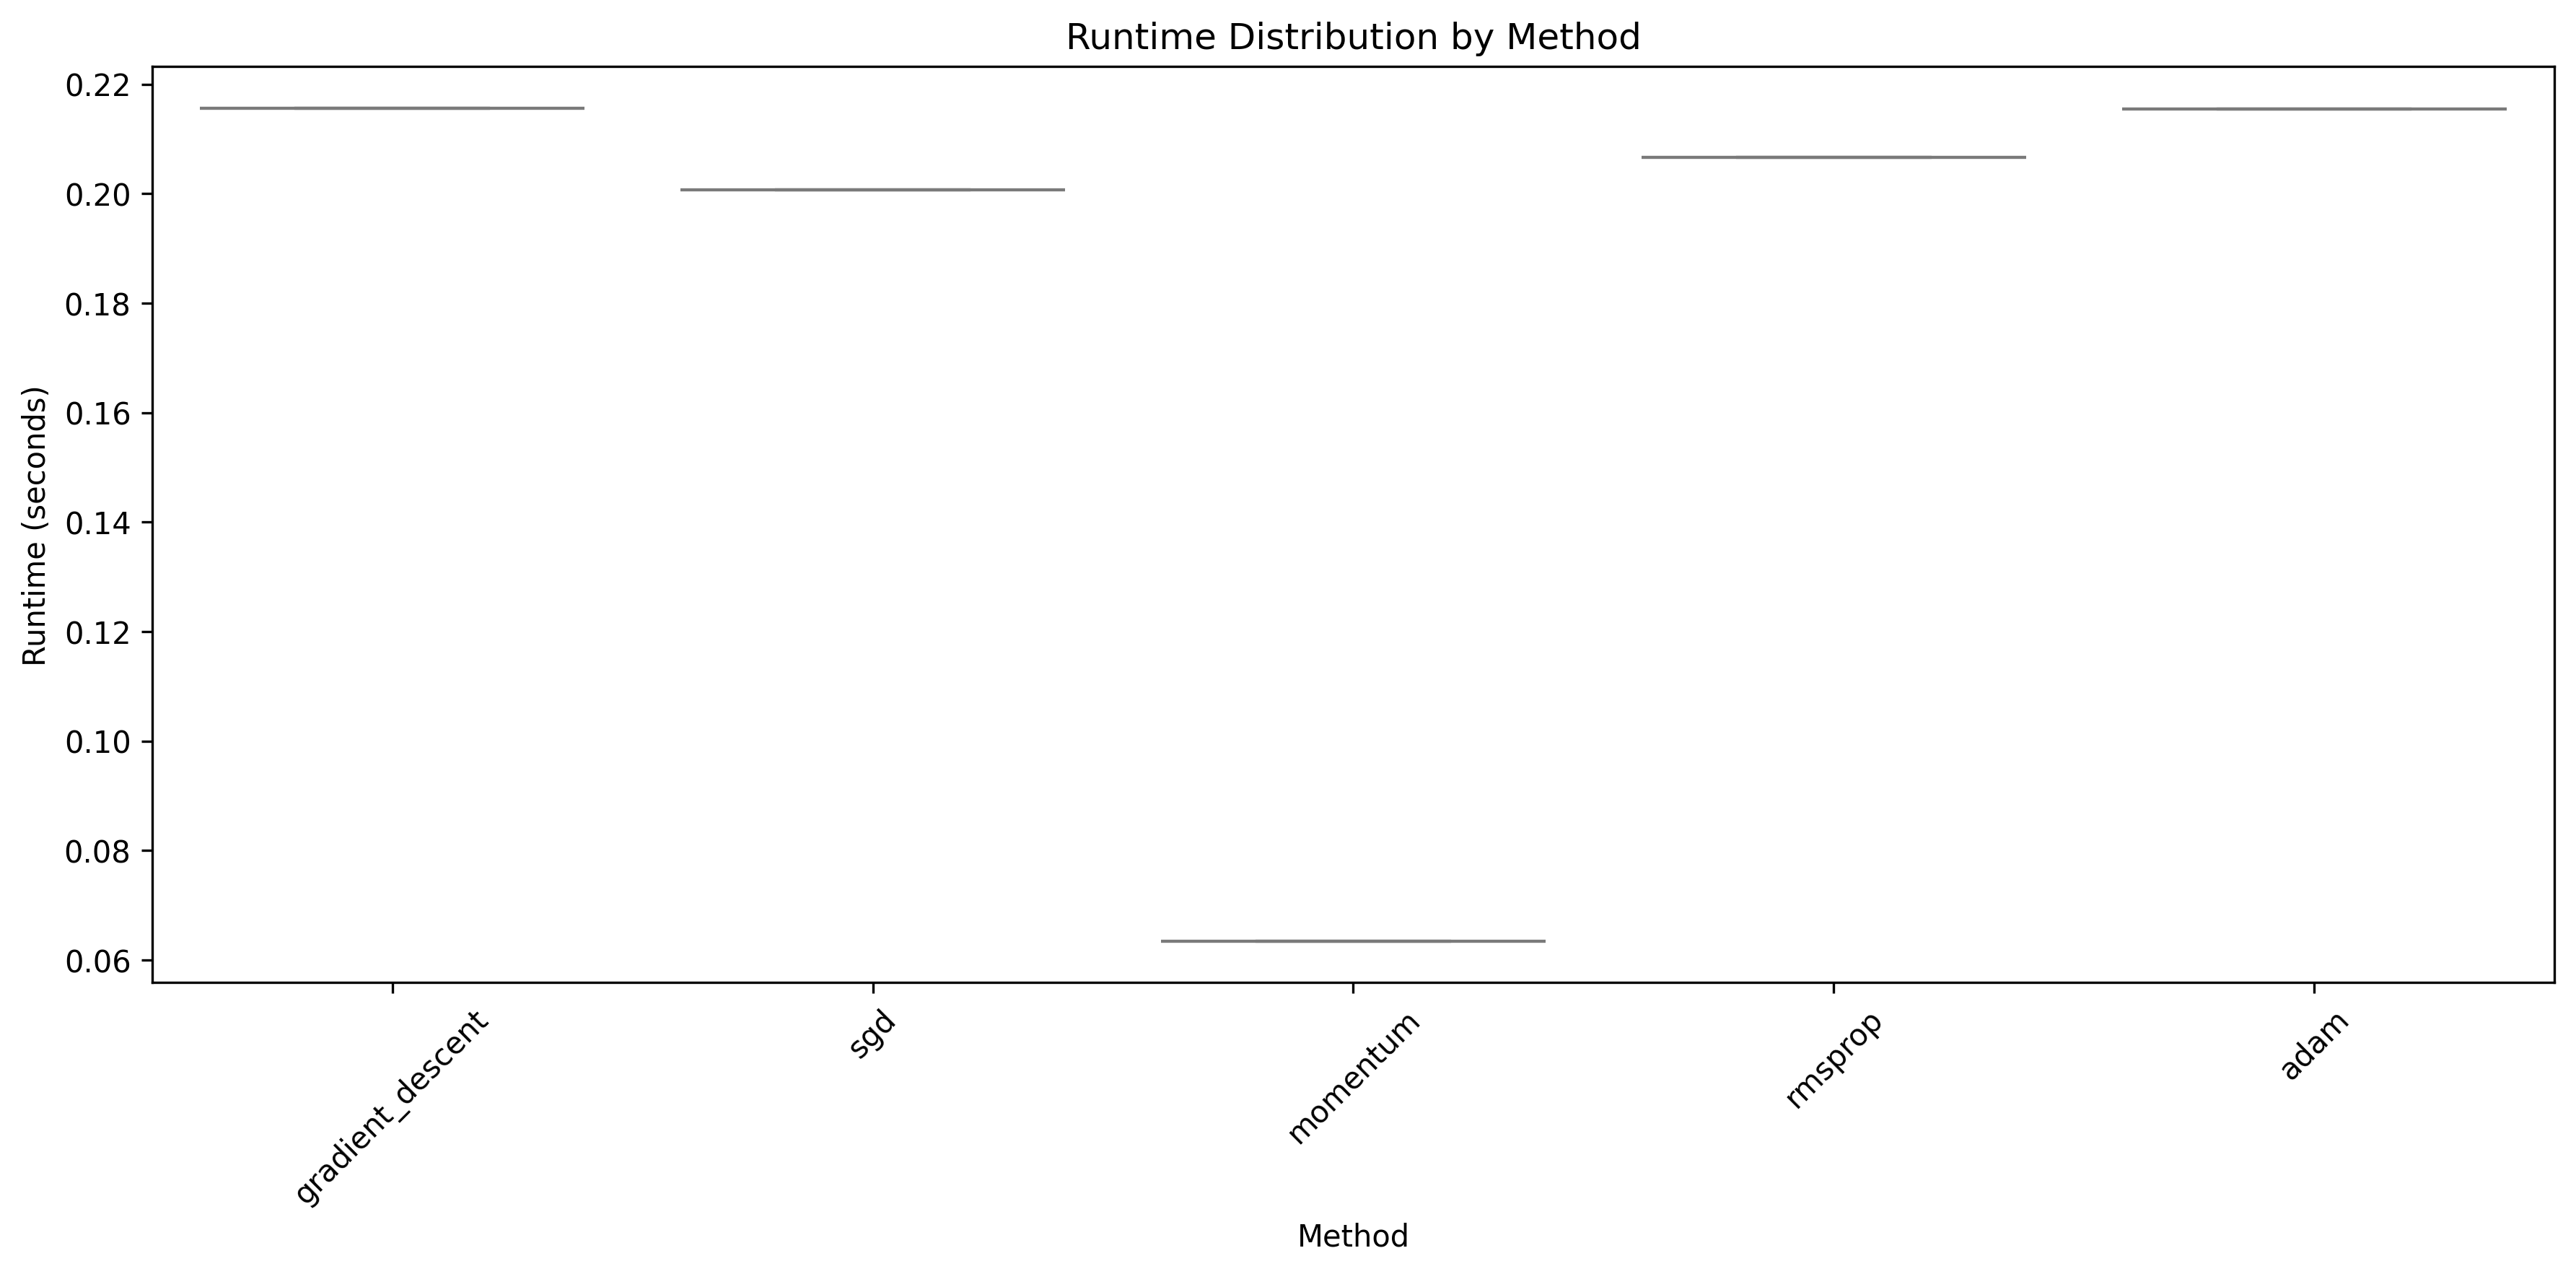 Runtime Distribution by Method
Runtime (seconds)
0.22
0.20
0.18
0.16
0.14
0.12
0.10
0.08
0.06
gradient_descent
sgd
momentum
rmsprop
adam
Method